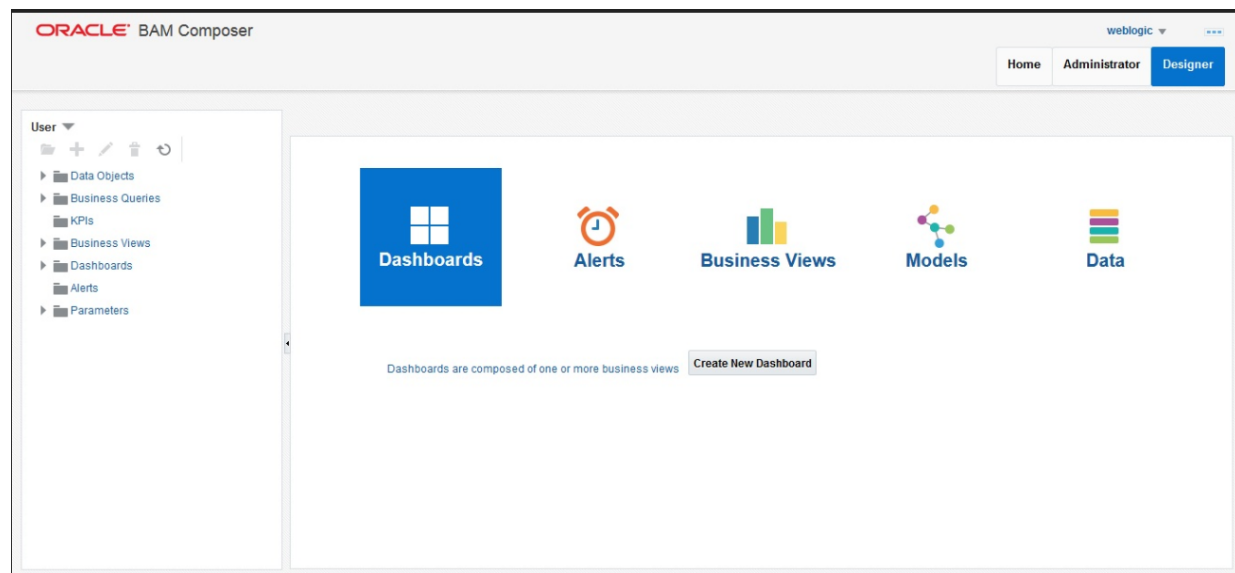 ORACLE BAM Composer
weblogic
Home Administrator Designer
User
Data Objects
Business Queries
KPIs
Business Views
Dashboards
Alerts
Parameters
Dashboards Alerts Business Views Models Data
Dashboards are composed of one or more business views Create New Dashboard